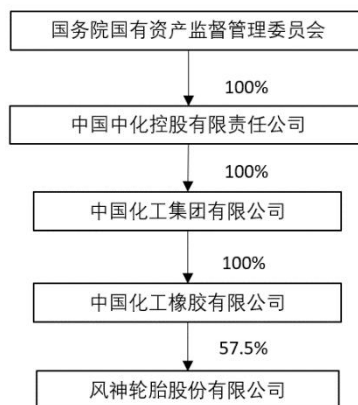 国务院国有资产监督管理委员会
100%
中国中化控股有限责任公司
100%
中国化工集团有限公司
100%
中国化工橡胶有限公司
57.5%
风神轮胎股份有限公司